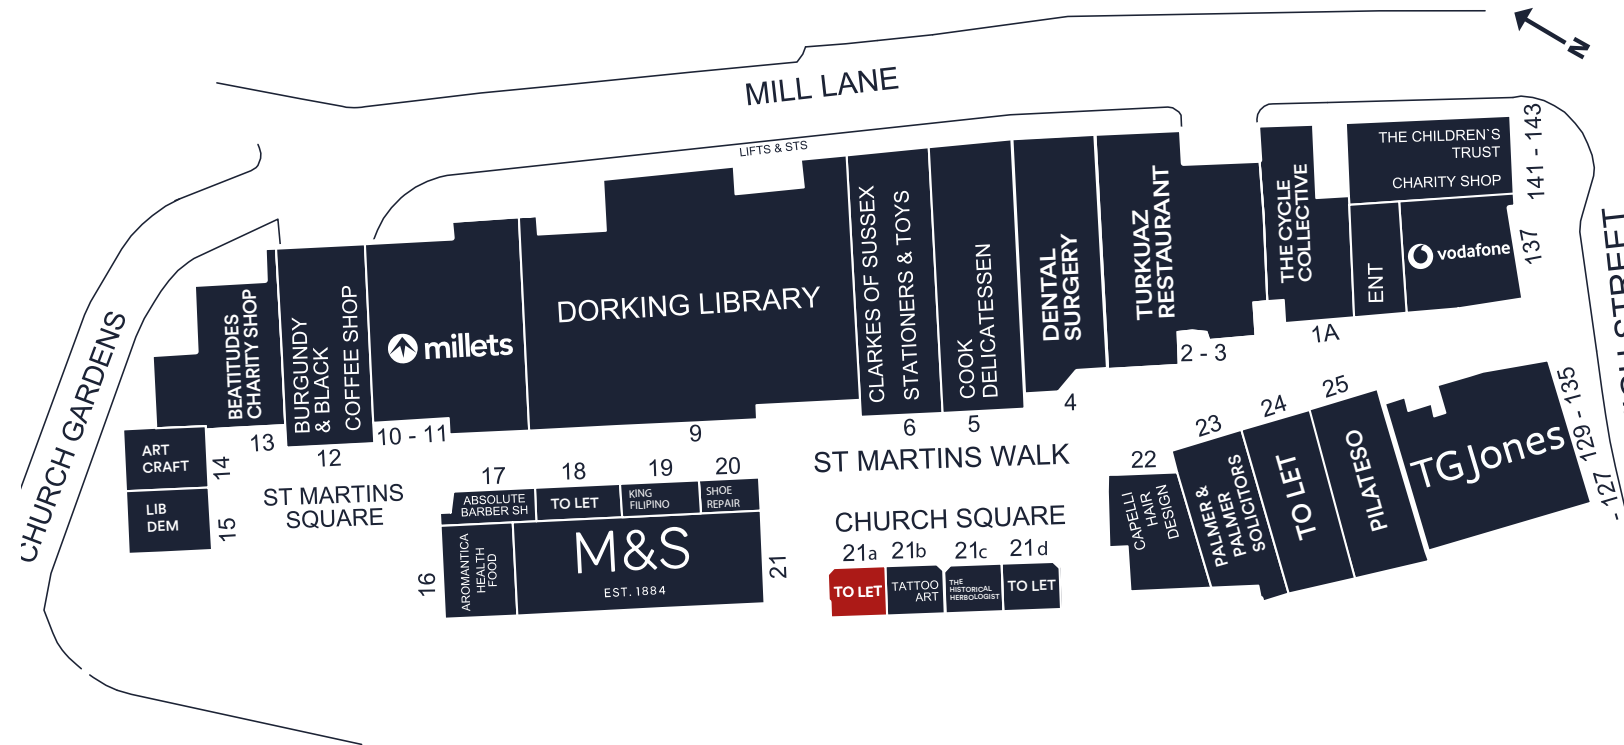 N
MILL LANE
LIFTS & STS
CHURCH GARDENS
THE CHILDREN`S
TRUST
CHARITY SHOP
141 - 143
vodafone
137
ENT
THE CYCLE
COLLECTIVE
1A
2 - 3
TURKUAZ
RESTAURANT
DENTAL
SURGERY
4
COOK
DELICATESSEN
5
CLARKES OF SUSSEX
STATIONERS & TOYS
6
DORKING LIBRARY
9
millets
10 - 11
BURGUNDY
& BLACK
COFFEE SHOP
12
BEATITUDES
CHARITY SHOP
13
ART
CRAFT
14
LIB
DEM
15
ST MARTINS
SQUARE
ST MARTINS WALK
17
18
19
20
ABSOLUTE
BARBER SH
TO LET
KING
FILIPINO
SHOE
REPAIR
16
AROMANTICA
HEALTH
FOOD
M&S
EST. 1884
21
CHURCH SQUARE
21a
21b
21c
21d
TO LET
TATTOO
ART
THE
HISTORICAL
HERBOLOGIST
TO LET
22
CAPELLI
HAIR
DESIGN
23
PALMER &
PALMER
SOLICITORS
24
TO LET
25
PILATESO
TGJones
- 127 129 - 135
STREET